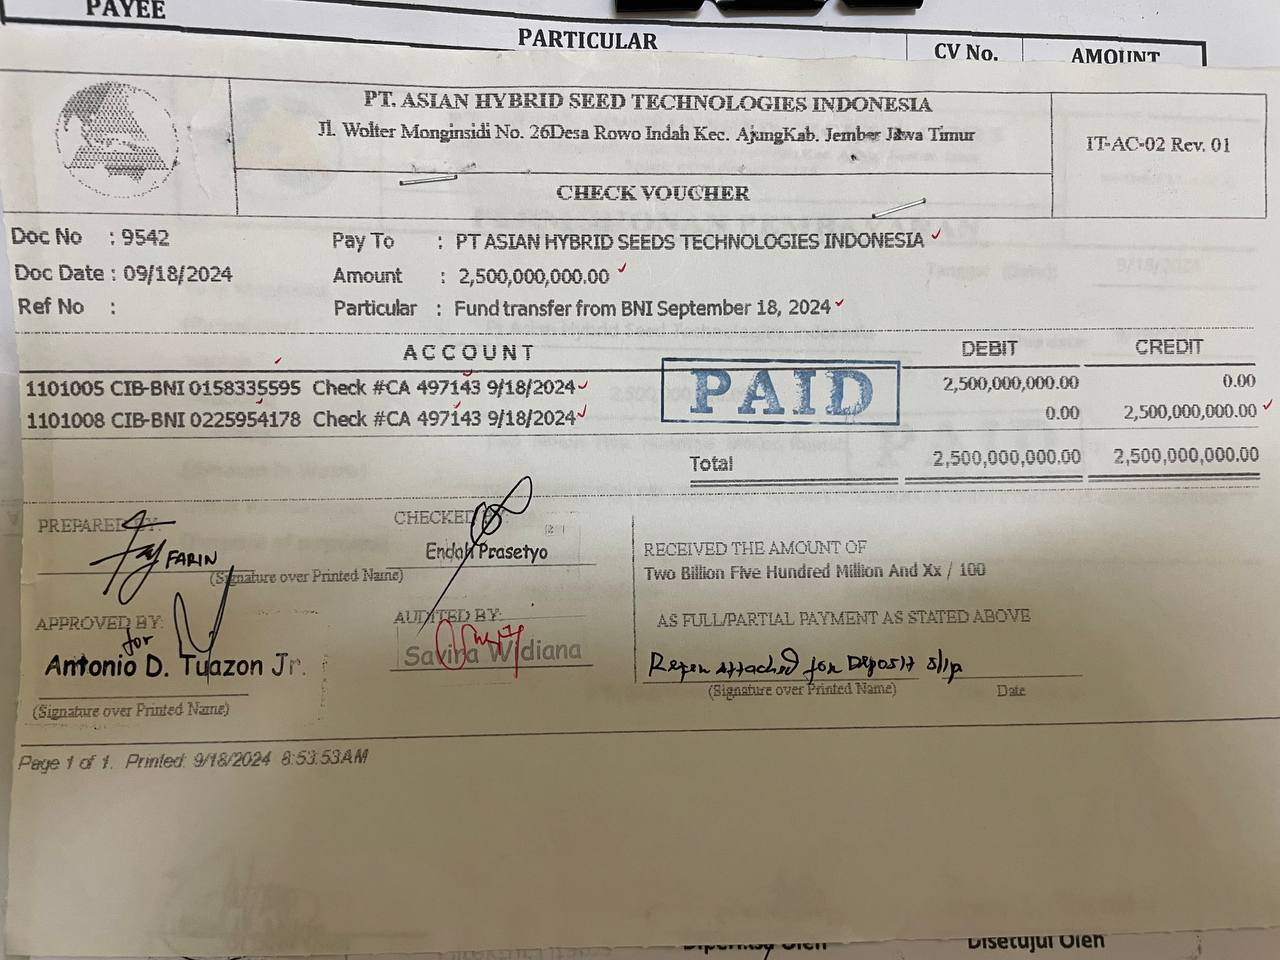 PAYEE
PARTICULAR
CV No.
AMOUNT
PT. ASIAN HYBRID SEED TECHNOLOGIES INDONESIA
Jl. Wolter Monginsidi No. 26Desa Rowo Indah Kec. AjungKab. Jember Jawa Timur
IT-AC-02 Rev. 01
CHECK VOUCHER
Doc No : 9542
Pay To : PT ASIAN HYBRID SEEDS TECHNOLOGIES INDONESIA
Doc Date : 09/18/2024
Amount : 2,500,000,000.00
Ref No :
Particular : Fund transfer from BNI September 18, 2024
ACCOUNT DEBIT CREDIT
1101005 CIB-BNI 0158335595 Check #CA 497143 9/18/2024 2,500,000,000.00 0.00
1101008 CIB-BNI 0225954178 Check #CA 497143 9/18/2024 0.00 2,500,000,000.00
PAID
Total 2,500,000,000.00 2,500,000,000.00
PREPARED BY:
FARIN
(Signature over Printed Name)
CHECKED BY:
Endah Prasetyo
RECEIVED THE AMOUNT OF
Two Billion Five Hundred Million And Xx / 100
APPROVED BY:
for
Antonio D. Tuazon Jr.
(Signature over Printed Name)
AUDITED BY:
Savira Widiana
AS FULL/PARTIAL PAYMENT AS STATED ABOVE
Refer attached for Deposit slip
(Signature over Printed Name) Date
Page 1 of 1. Printed: 9/18/2024 8:53:53AM
Disetujui Oleh